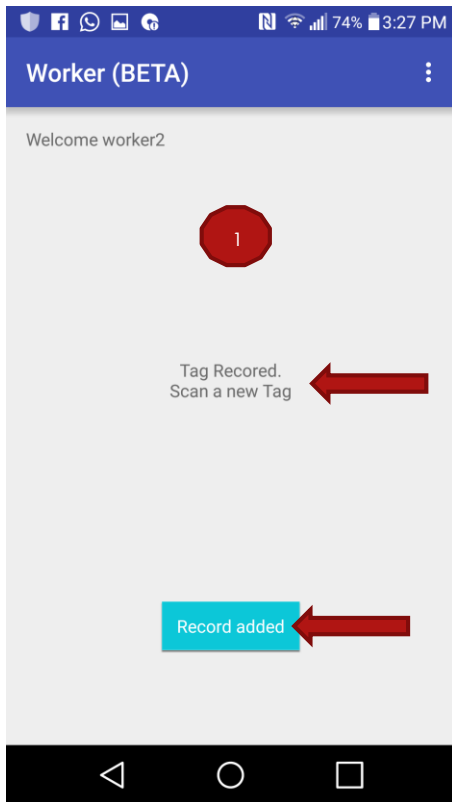 74% 3:27 PM
Worker (BETA)
Welcome worker2
1
Tag Recored.
Scan a new Tag
Record added